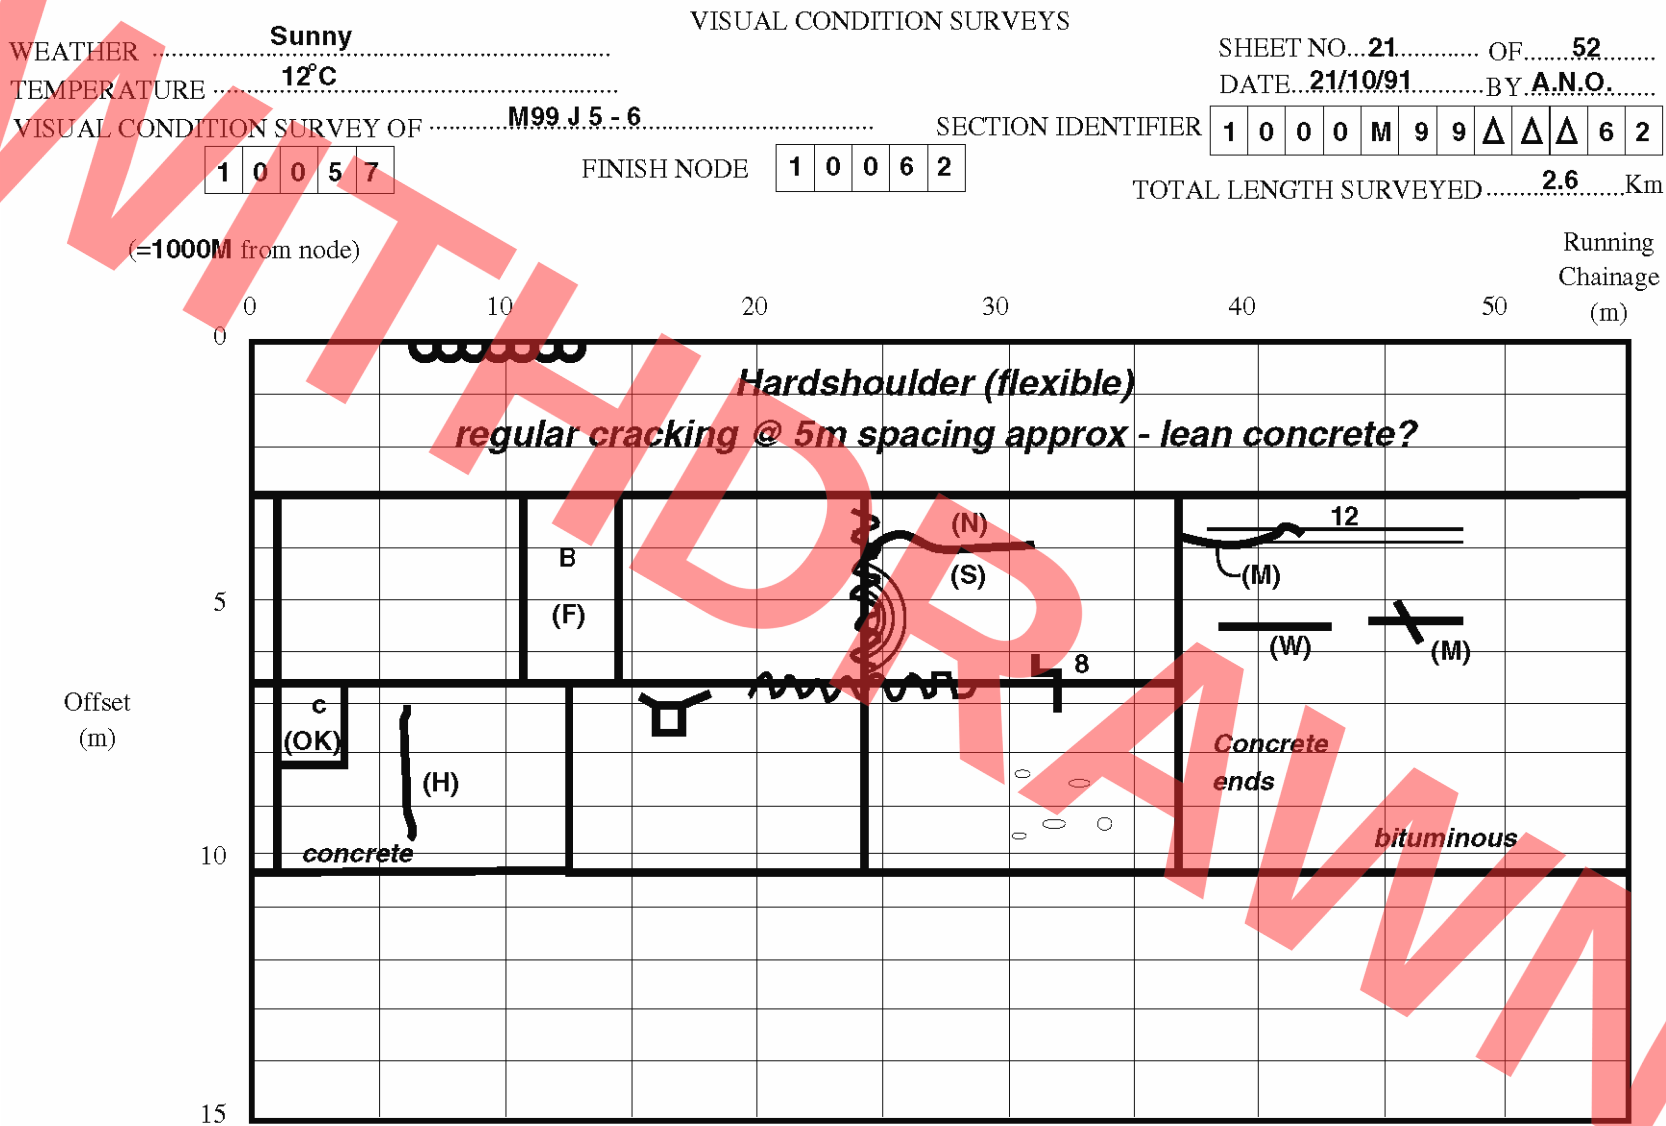 VISUAL CONDITION SURVEYS
WEATHER Sunny
SHEET NO... 21 OF 52
TEMPERATURE 12°C
DATE... 21/10/91 BY A.N.O.
VISUAL CONDITION SURVEY OF M99 J 5 - 6
SECTION IDENTIFIER 1 0 0 0 M 9 9 Δ Δ Δ 6 2
1 0 0 5 7
FINISH NODE 1 0 0 6 2
TOTAL LENGTH SURVEYED 2.6 Km
(=1000M from node)
Running
Chainage
(m)
0 10 20 30 40 50
0
Hardshoulder (flexible)
regular cracking @ 5m spacing approx - lean concrete?
12
(N)
B
(S)
(M)
5
(F)
(W)
(M)
8
Offset
(m)
c
(OK)
(H)
Concrete
ends
bituminous
concrete
10
15
WITHDRAWN